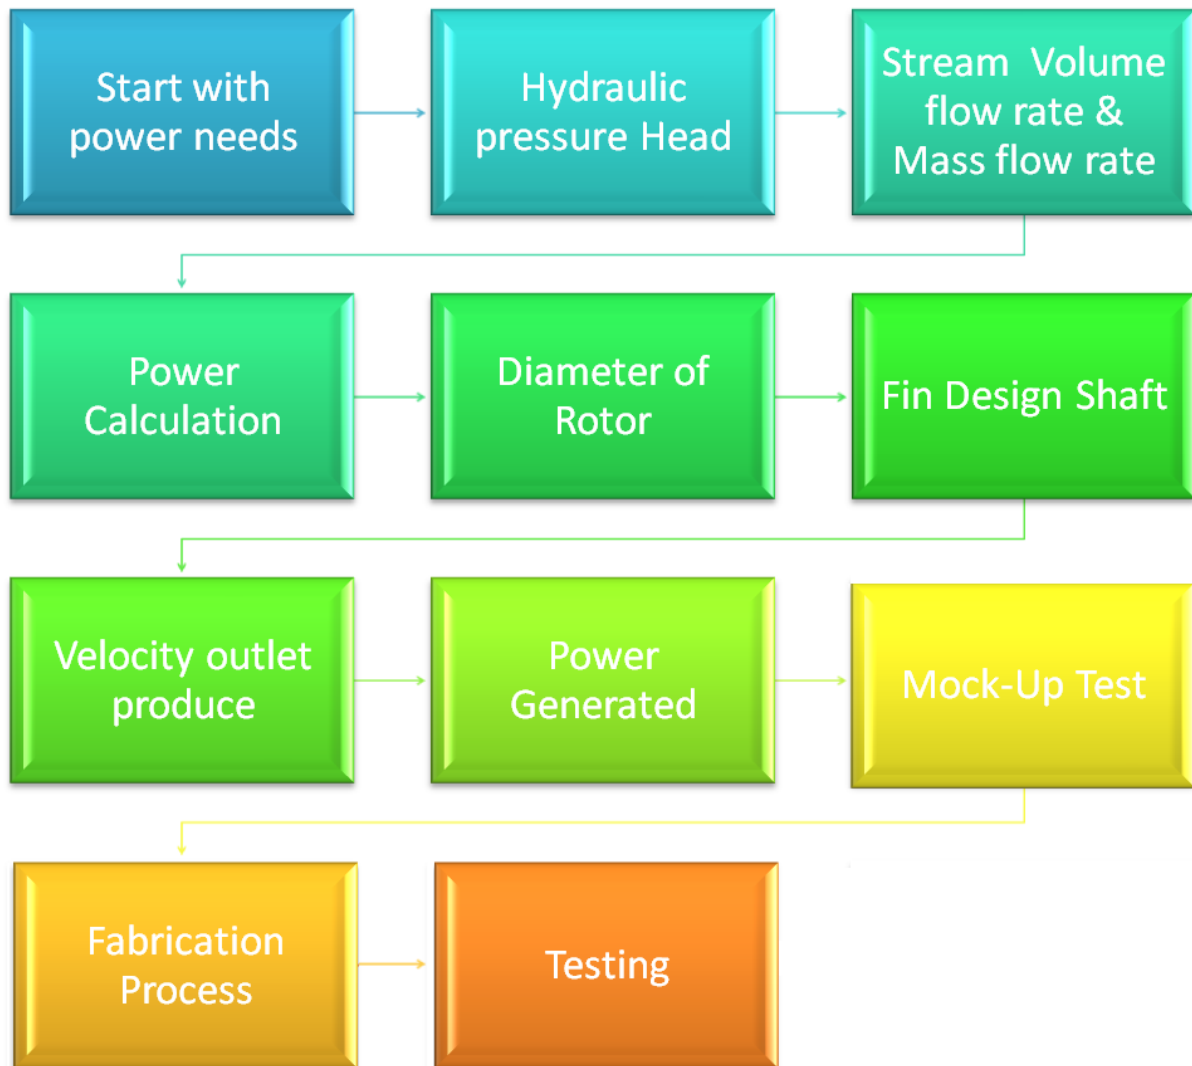 Start with
power needs
Hydraulic
pressure Head
Stream Volume
flow rate &
Mass flow rate
Power
Calculation
Diameter of
Rotor
Fin Design Shaft
Velocity outlet
produce
Power
Generated
Mock-Up Test
Fabrication
Process
Testing